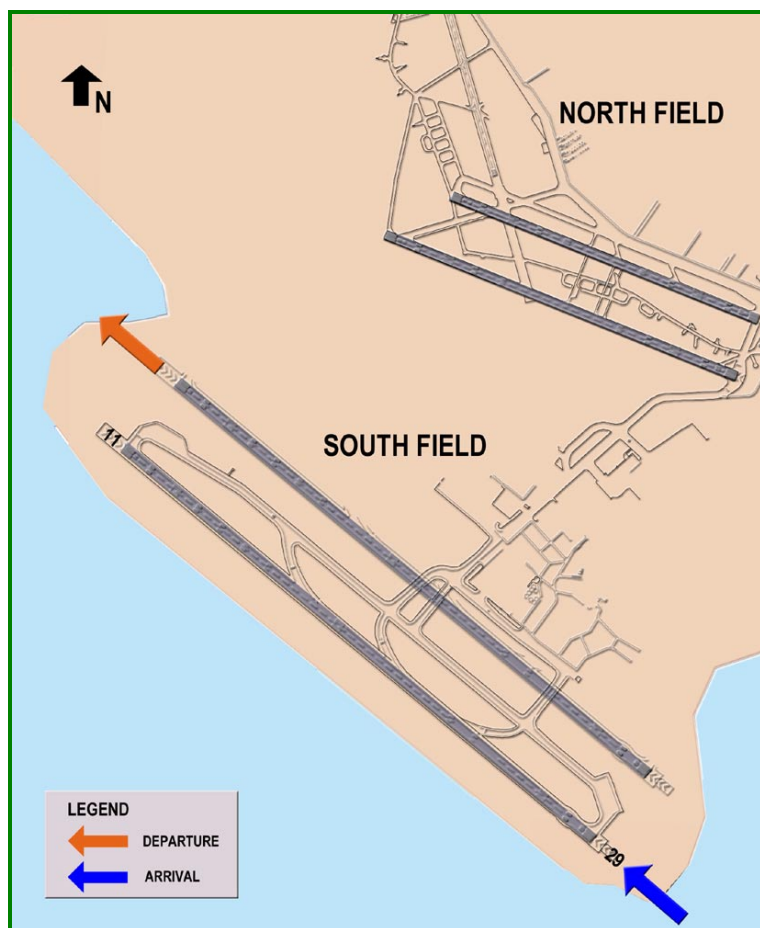 N
NORTH FIELD
SOUTH FIELD
11
29
LEGEND
DEPARTURE
ARRIVAL